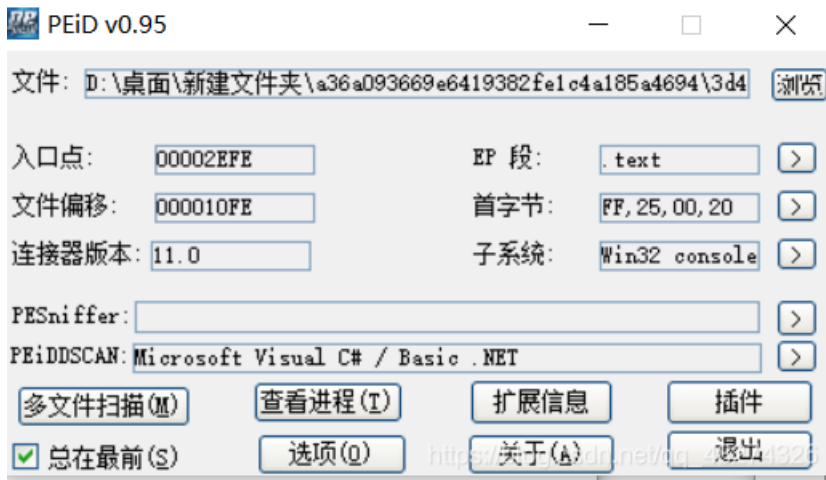 PEiD v0.95
文件: D:\桌面\新建文件夹\a36a093669e6419382fe1c4a185a4694\3d4 浏览
入口点: 00002EFE EP 段: .text >
文件偏移: 000010FE 首字节: FF,25,00,20 >
连接器版本: 11.0 子系统: Win32 console >
PESniffer: >
PEiDDSCAN: Microsoft Visual C# / Basic .NET >
多文件扫描(M) 查看进程(T) 扩展信息 插件
总在最前(S) 选项(O) 关于(A) 退出